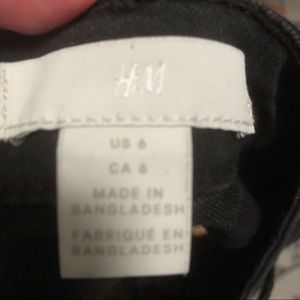 H&M
US 6
CA 6
MADE IN
BANGLADESH
FABRIQUÉ EN
BANGLADESH